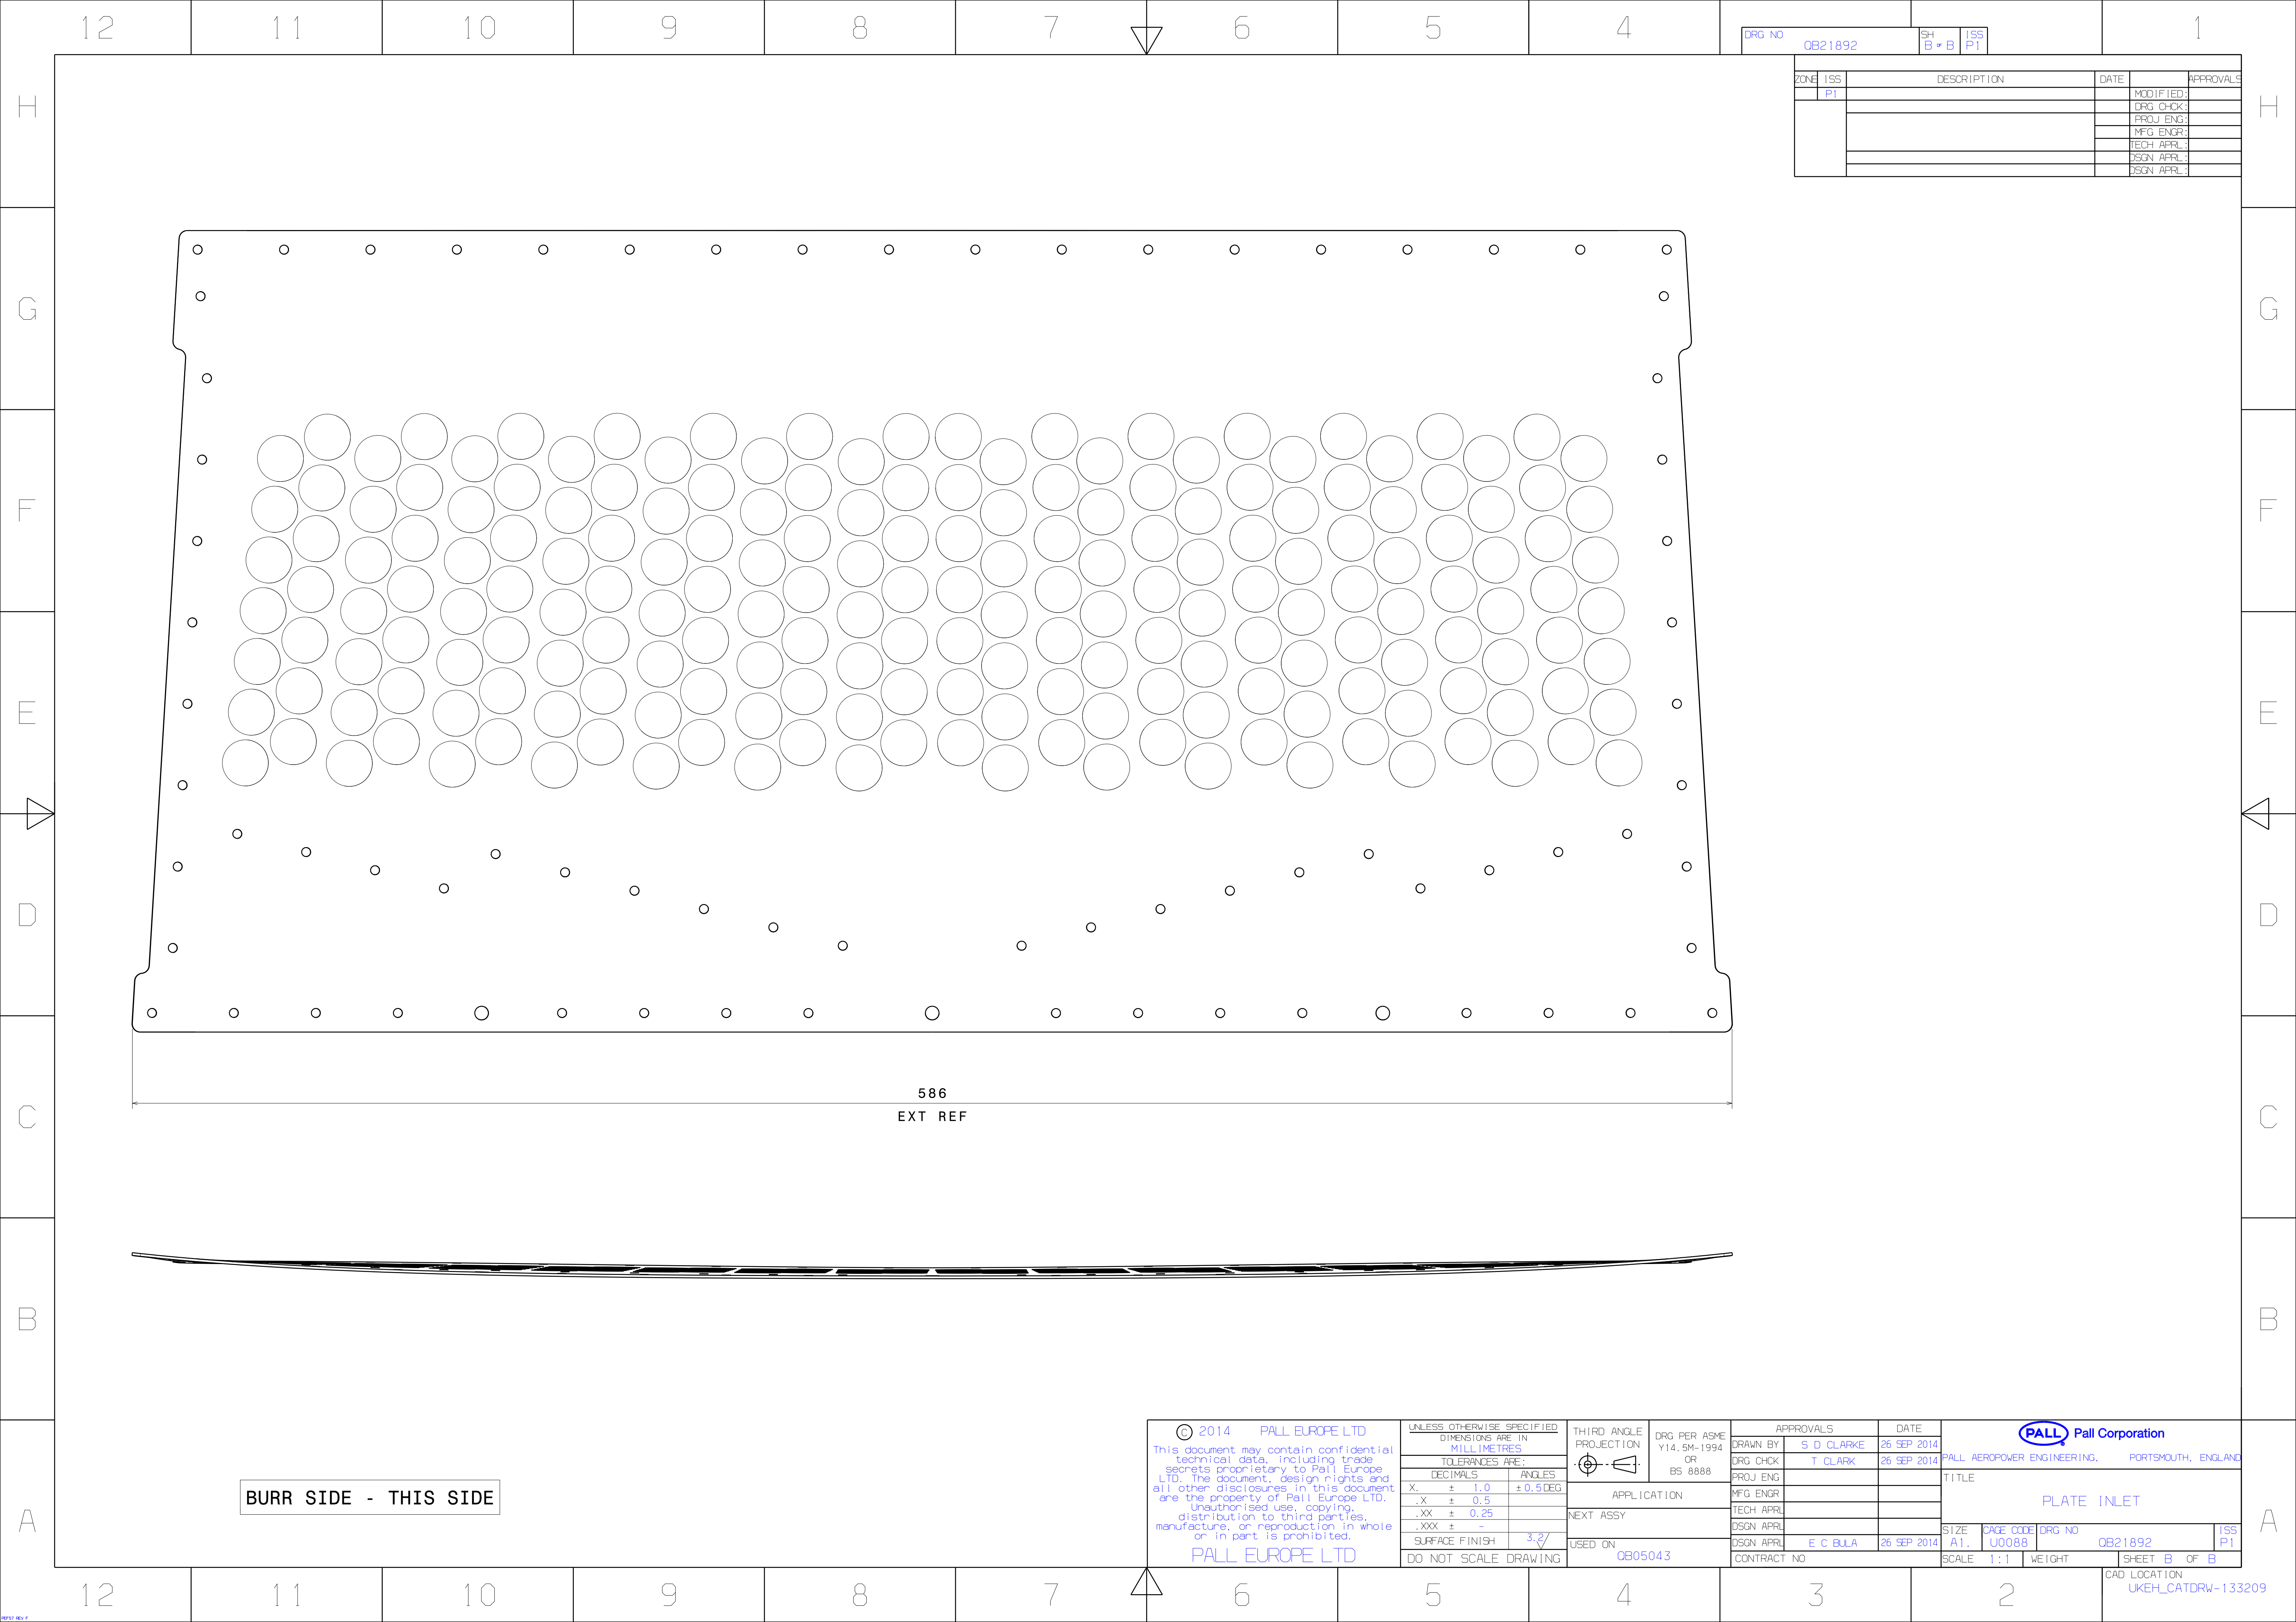 12 11 10 9 8 7 6 5 4 1
DRG NO QB21892 SH B OF B ISS P1
ZONE ISS DESCRIPTION DATE APPROVALS
P1 MODIFIED:
DRG CHCK:
PROJ ENG:
MFG ENGR:
TECH APRL:
DSGN APRL:
DSGN APRL:
H H
G G
F F
E E
D D
C C
B B
A A
586
EXT REF
BURR SIDE - THIS SIDE
C 2014 PALL EUROPE LTD
This document may contain confidential
technical data, including trade
secrets proprietary to Pall Europe
LTD. The document, design rights and
all other disclosures in this document
are the property of Pall Europe LTD.
Unauthorised use, copying,
distribution to third parties,
manufacture, or reproduction in whole
or in part is prohibited.
PALL EUROPE LTD
UNLESS OTHERWISE SPECIFIED
DIMENSIONS ARE IN
MILLIMETRES
TOLERANCES ARE:
DECIMALS ANGLES
X. ± 1.0 ± 0.5 DEG
.X ± 0.5
.XX ± 0.25
.XXX ± -
SURFACE FINISH 3.2
DO NOT SCALE DRAWING
THIRD ANGLE
PROJECTION
DRG PER ASME
Y14.5M-1994
OR
BS 8888
APPLICATION
NEXT ASSY
USED ON
QB05043
APPROVALS DATE
DRAWN BY S D CLARKE 26 SEP 2014
DRG CHCK T CLARK 26 SEP 2014
PROJ ENG
MFG ENGR
TECH APRL
DSGN APRL
DSGN APRL E C BULA 26 SEP 2014
CONTRACT NO
PALL Pall Corporation
PALL AEROPOWER ENGINEERING, PORTSMOUTH, ENGLAND
TITLE
PLATE INLET
SIZE A1. CAGE CODE U0088 DRG NO QB21892 ISS P1
SCALE 1:1 WEIGHT SHEET B OF B
CAD LOCATION
UKEH_CATDRW-133209
12 11 10 9 8 7 6 5 4 3 2